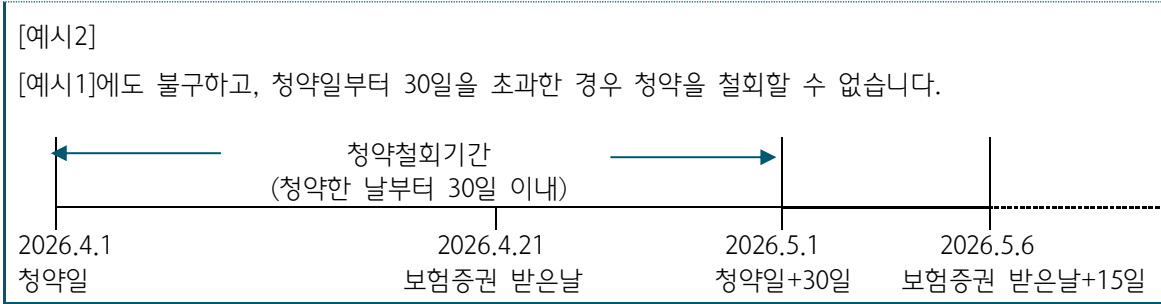 [예시2]
[예시1]에도 불구하고, 청약일부터 30일을 초과한 경우 청약을 철회할 수 없습니다.
청약철회기간
(청약한 날부터 30일 이내)
2026.4.1 2026.4.21 2026.5.1 2026.5.6
청약일 보험증권 받은날 청약일+30일 보험증권 받은날+15일